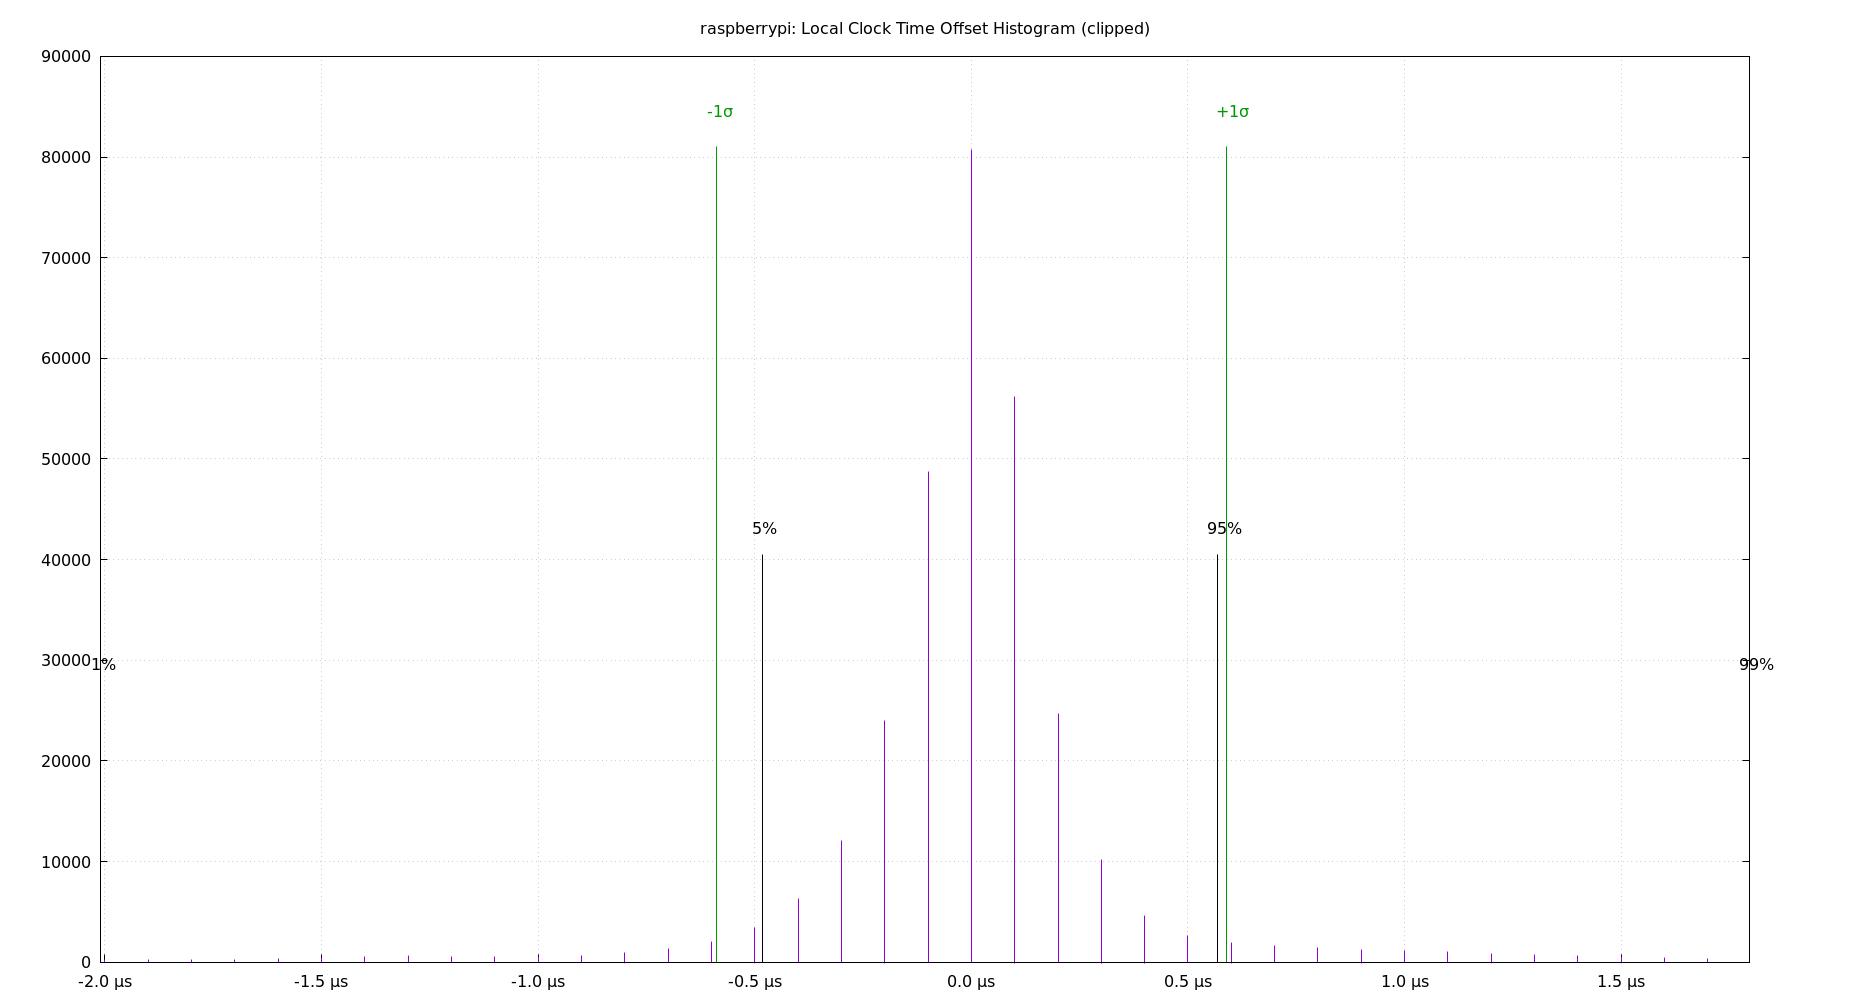 raspberrypi: Local Clock Time Offset Histogram (clipped)
90000
-1σ
+1σ
80000
70000
60000
50000
5%
95%
40000
30000
1%
99%
20000
10000
0
-2.0 µs
-1.5 µs
-1.0 µs
-0.5 µs
0.0 µs
0.5 µs
1.0 µs
1.5 µs